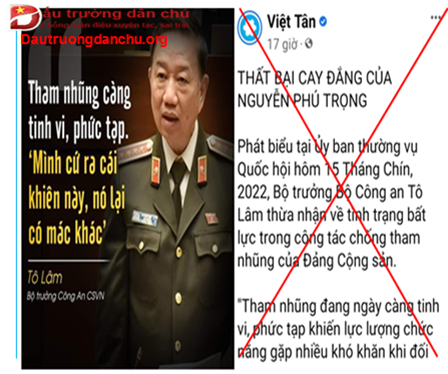 Đấu trường dân chủ
Dautruongdanchu.org
Tham nhũng càng
tinh vi, phức tạp.
'Mình cứ ra cái
khiên này, nó lại
có mác khác'
Tô Lâm
Bộ trưởng Công An CSVN
Việt Tân
17 giờ ·
THẤT BẠI CAY ĐẮNG CỦA
NGUYỄN PHÚ TRỌNG
Phát biểu tại Ủy ban thường vụ
Quốc hội hôm 15 Tháng Chín,
2022, Bộ trưởng Bộ Công an Tô
Lâm thừa nhận về tình trạng bất
lực trong công tác chống tham
nhũng của Đảng Cộng sản.
"Tham nhũng đang ngày càng tinh
vi, phức tạp khiến lực lượng chức
năng gặp nhiều khó khăn khi đối